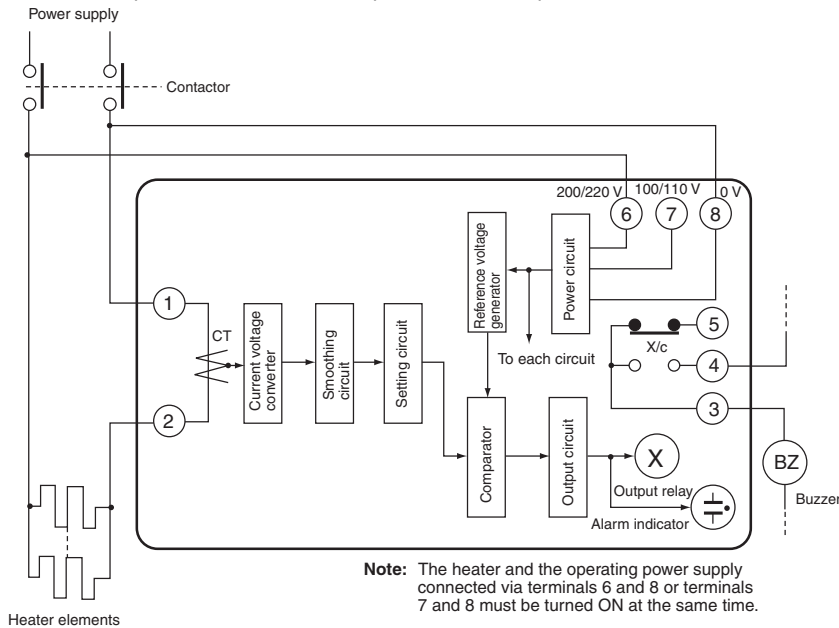 Power supply
Contactor
200/220 V
100/110 V
0 V
6
7
8
Reference voltage
generator
Power circuit
1
CT
Current voltage
converter
Smoothing
circuit
Setting circuit
To each circuit
5
X/c
4
3
2
Comparator
Output circuit
X
Output relay
Alarm indicator
BZ
Buzzer
Note: The heater and the operating power supply
connected via terminals 6 and 8 or terminals
7 and 8 must be turned ON at the same time.
Heater elements